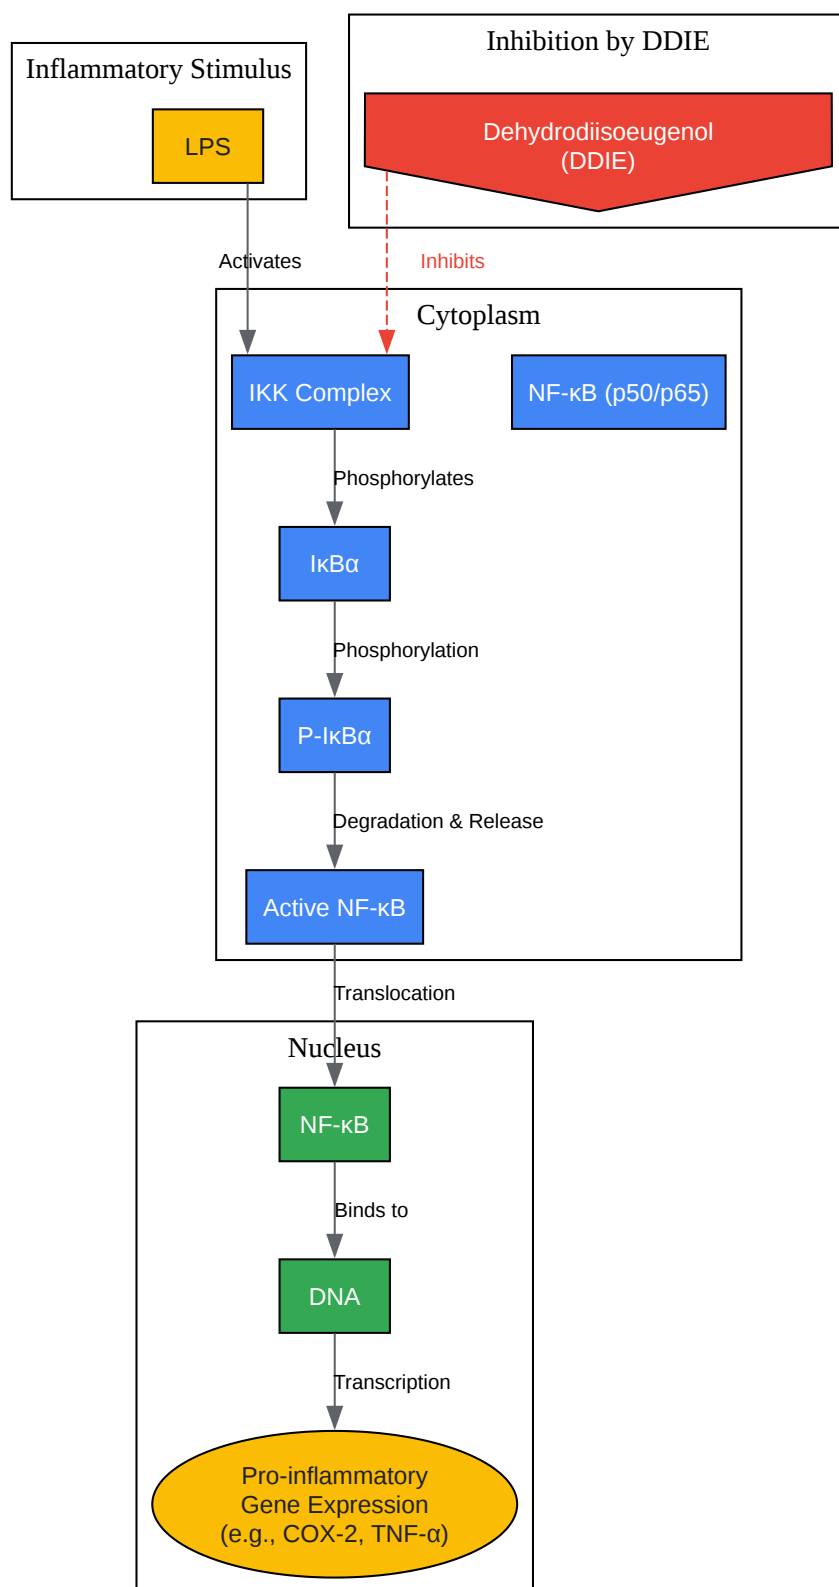 Inflammatory Stimulus
LPS
Inhibition by DDIE
Dehydrodiisoeugenol
(DDIE)
Activates
Inhibits
Cytoplasm
IKK Complex
NF-κB (p50/p65)
Phosphorylates
IκBα
Phosphorylation
P-IκBα
Degradation & Release
Active NF-κB
Translocation
Nucleus
NF-κB
Binds to
DNA
Transcription
Pro-inflammatory
Gene Expression
(e.g., COX-2, TNF-α)